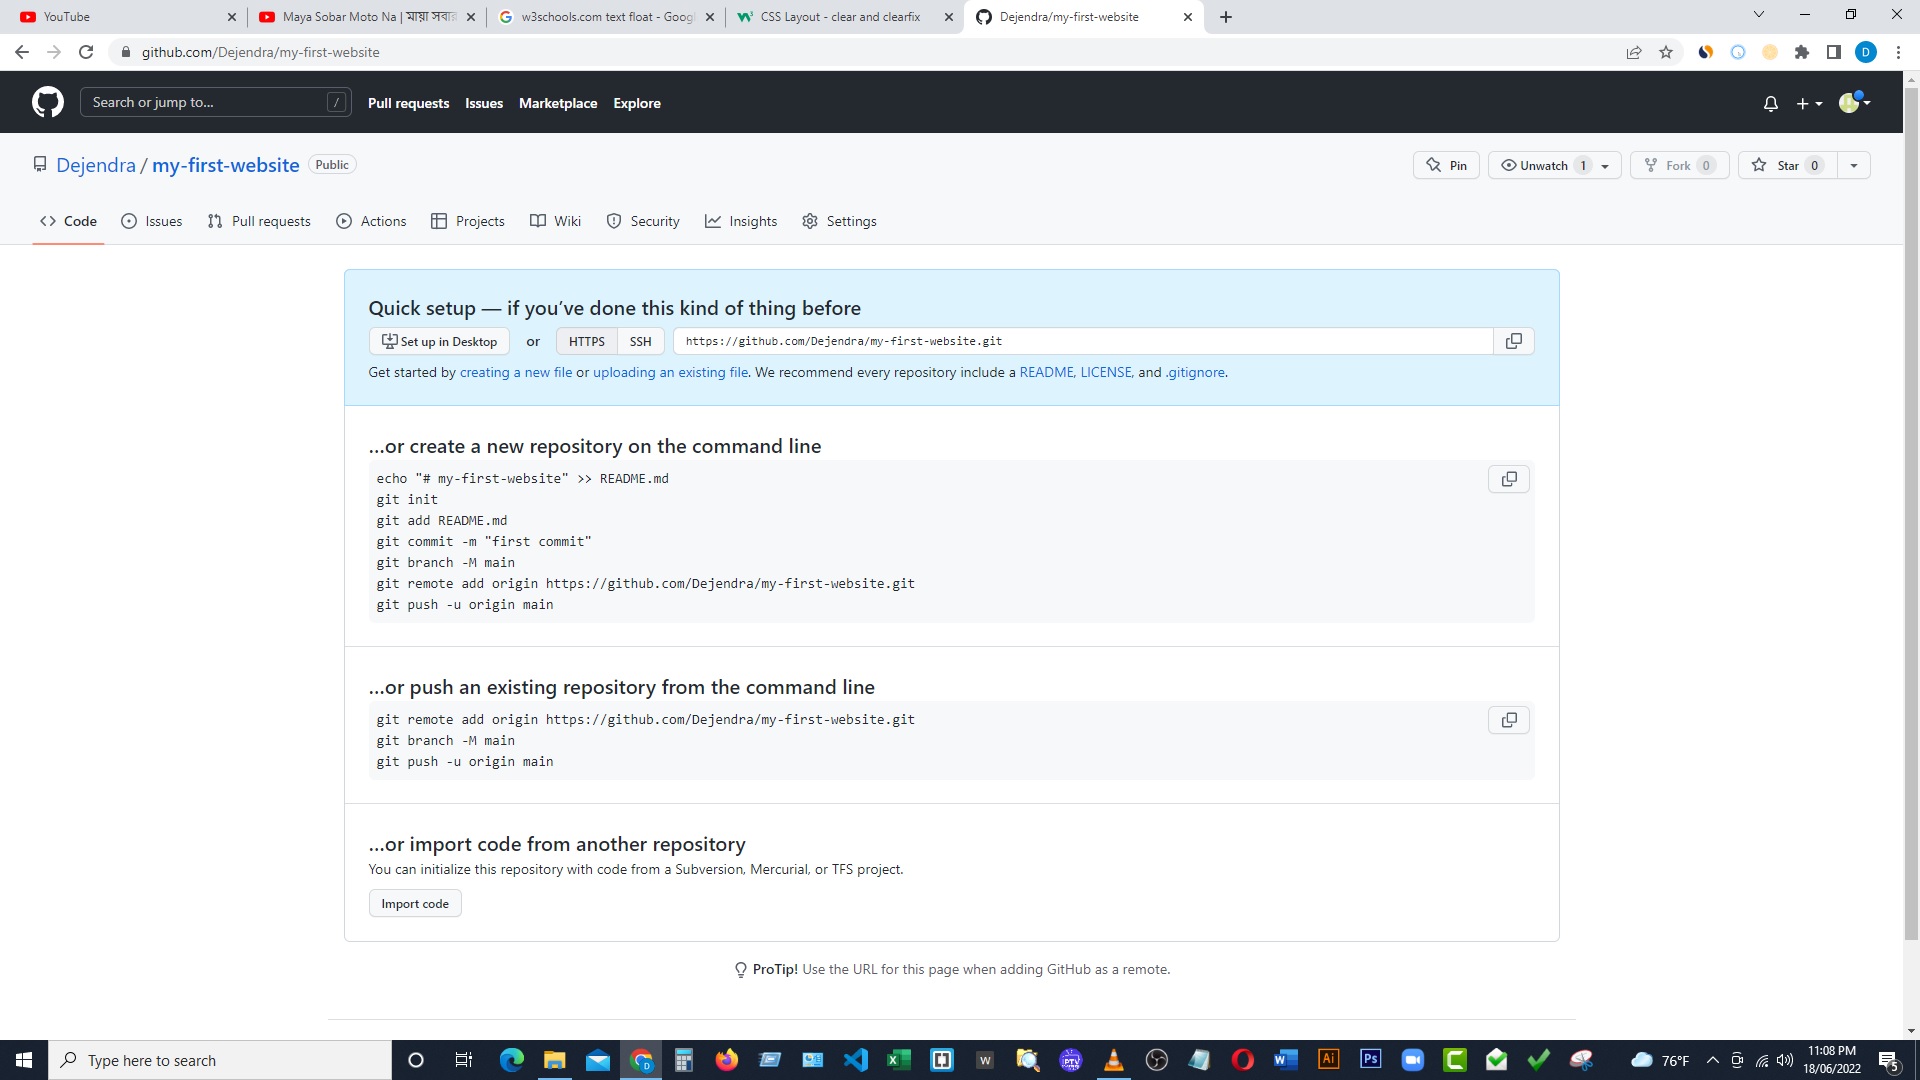 YouTube
Maya Sobar Moto Na | মায়া সবার
w3schools.com text float - Goog
CSS Layout - clear and clearfix
Dejendra/my-first-website
github.com/Dejendra/my-first-website
D
Search or jump to...
/
Pull requests
Issues
Marketplace
Explore
Dejendra / my-first-website
Public
Pin
Unwatch 1
Fork 0
Star 0
Code
Issues
Pull requests
Actions
Projects
Wiki
Security
Insights
Settings
Quick setup — if you’ve done this kind of thing before
Set up in Desktop
or
HTTPS
SSH
https://github.com/Dejendra/my-first-website.git
Get started by creating a new file or uploading an existing file. We recommend every repository include a README, LICENSE, and .gitignore.
…or create a new repository on the command line
echo "# my-first-website" >> README.md
git init
git add README.md
git commit -m "first commit"
git branch -M main
git remote add origin https://github.com/Dejendra/my-first-website.git
git push -u origin main
…or push an existing repository from the command line
git remote add origin https://github.com/Dejendra/my-first-website.git
git branch -M main
git push -u origin main
…or import code from another repository
You can initialize this repository with code from a Subversion, Mercurial, or TFS project.
Import code
ProTip! Use the URL for this page when adding GitHub as a remote.
Type here to search
D
W
IPTV
Ai
Ps
76°F
11:08 PM
18/06/2022
5